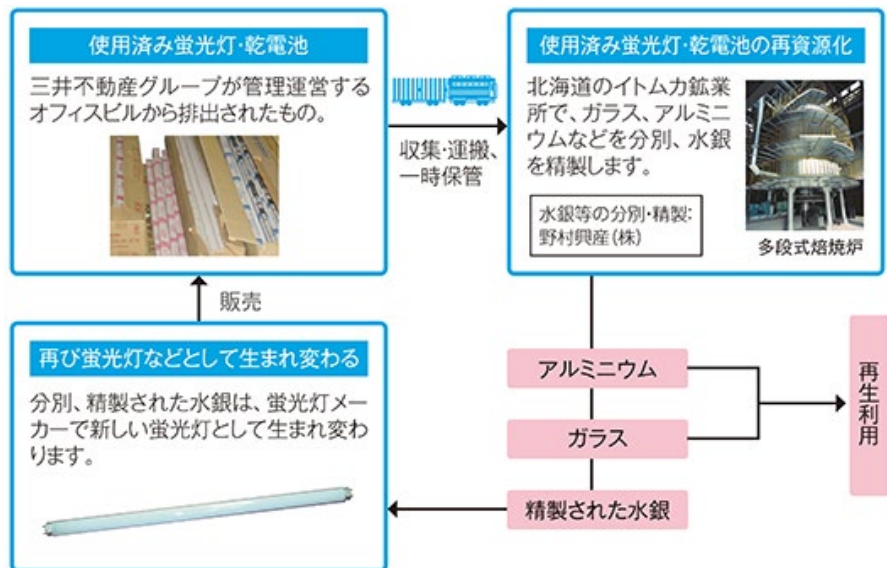 使用済み蛍光灯・乾電池
三井不動産グループが管理運営する
オフィスビルから排出されたもの。
収集・運搬、
一時保管
使用済み蛍光灯・乾電池の再資源化
北海道のイトムカ鉱業
所で、ガラス、アルミニ
ウムなどを分別、水銀
を精製します。
水銀等の分別・精製:
野村興産(株)
多段式焙焼炉
販売
再び蛍光灯などとして生まれ変わる
分別、精製された水銀は、蛍光灯メー
カーで新しい蛍光灯として生まれ変わ
ります。
アルミニウム
ガラス
精製された水銀
再生利用